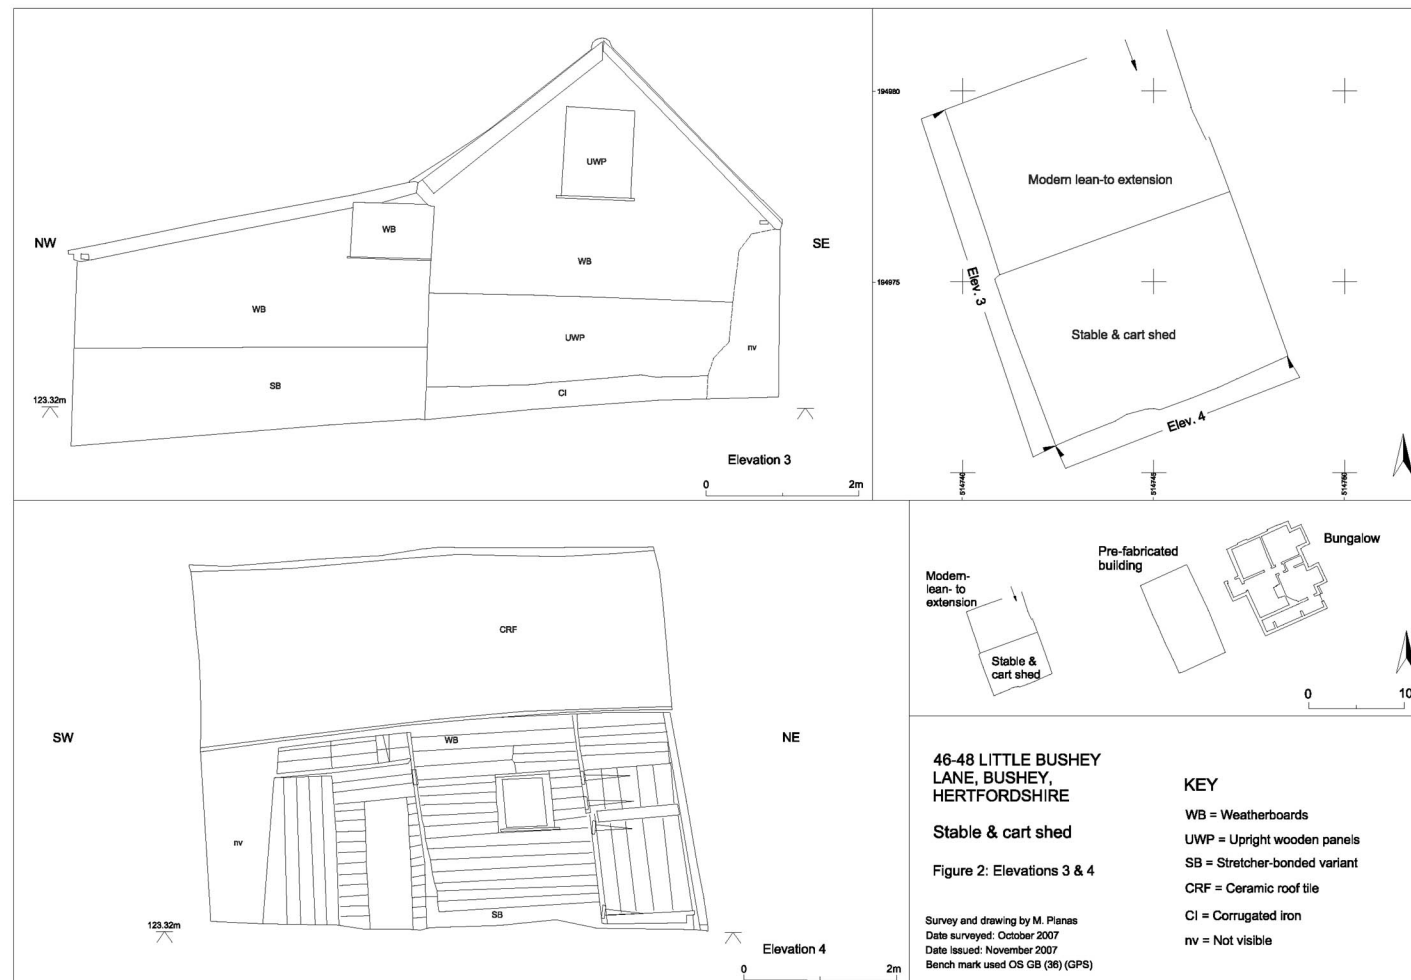 UWP
WB
NW
SE
WB
WB
UWP
nv
SB
CI
123.32m
Elevation 3
0 2m
194980
Modern lean-to extension
194975
Elev. 3
Stable & cart shed
Elev. 4
514740
514745
514750
CRF
SW
WB
NE
nv
SB
123.32m
Elevation 4
0 2m
Bungalow
Pre-fabricated
building
Modern-
lean- to
extension
Stable &
cart shed
0 10
46-48 LITTLE BUSHEY
LANE, BUSHEY,
HERTFORDSHIRE
Stable & cart shed
Figure 2: Elevations 3 & 4
Survey and drawing by M. Planas
Date surveyed: October 2007
Date Issued: November 2007
Bench mark used OS GB (36) (GPS)
KEY
WB = Weatherboards
UWP = Upright wooden panels
SB = Stretcher-bonded variant
CRF = Ceramic roof tile
CI = Corrugated iron
nv = Not visible